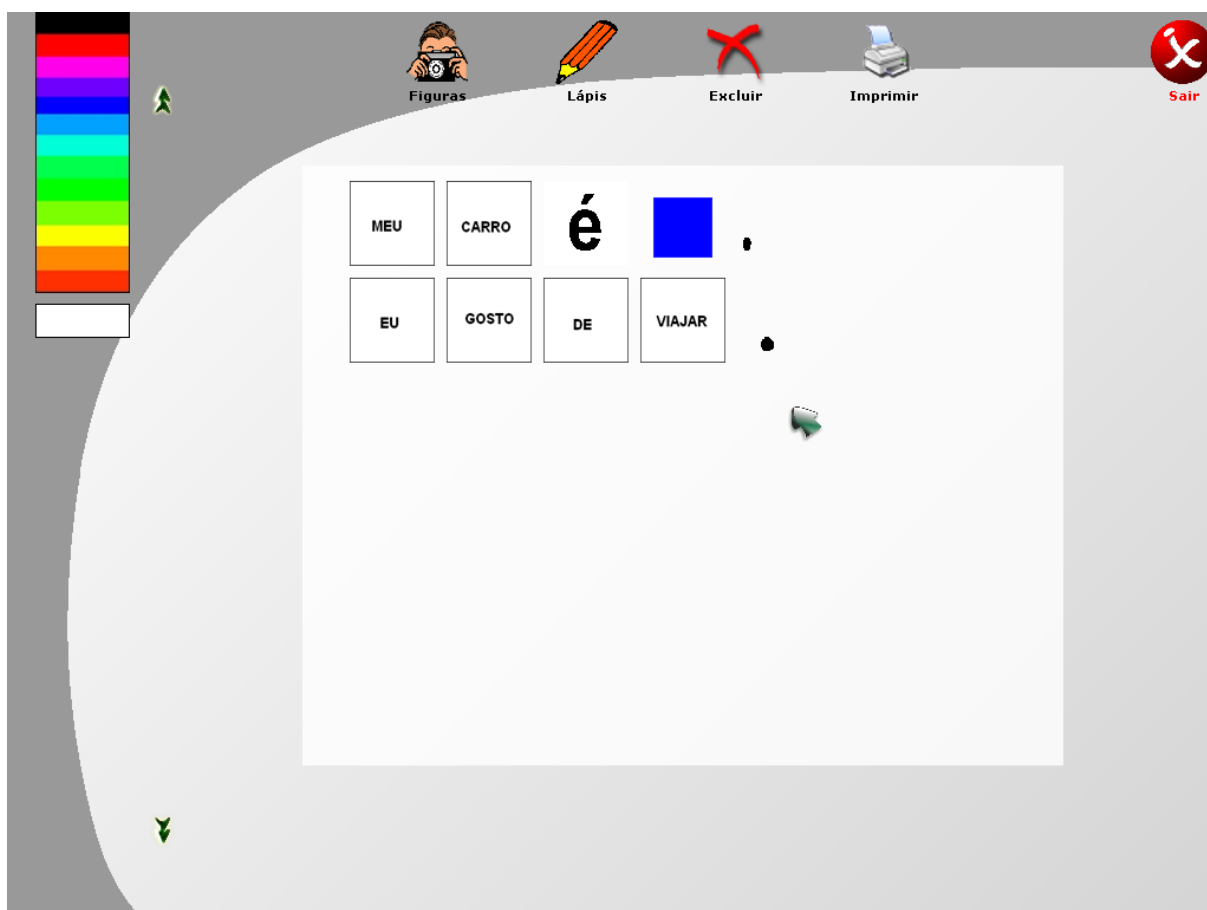 Figuras Lápis Excluir Imprimir Sair
MEU CARRO é .
EU GOSTO DE VIAJAR .